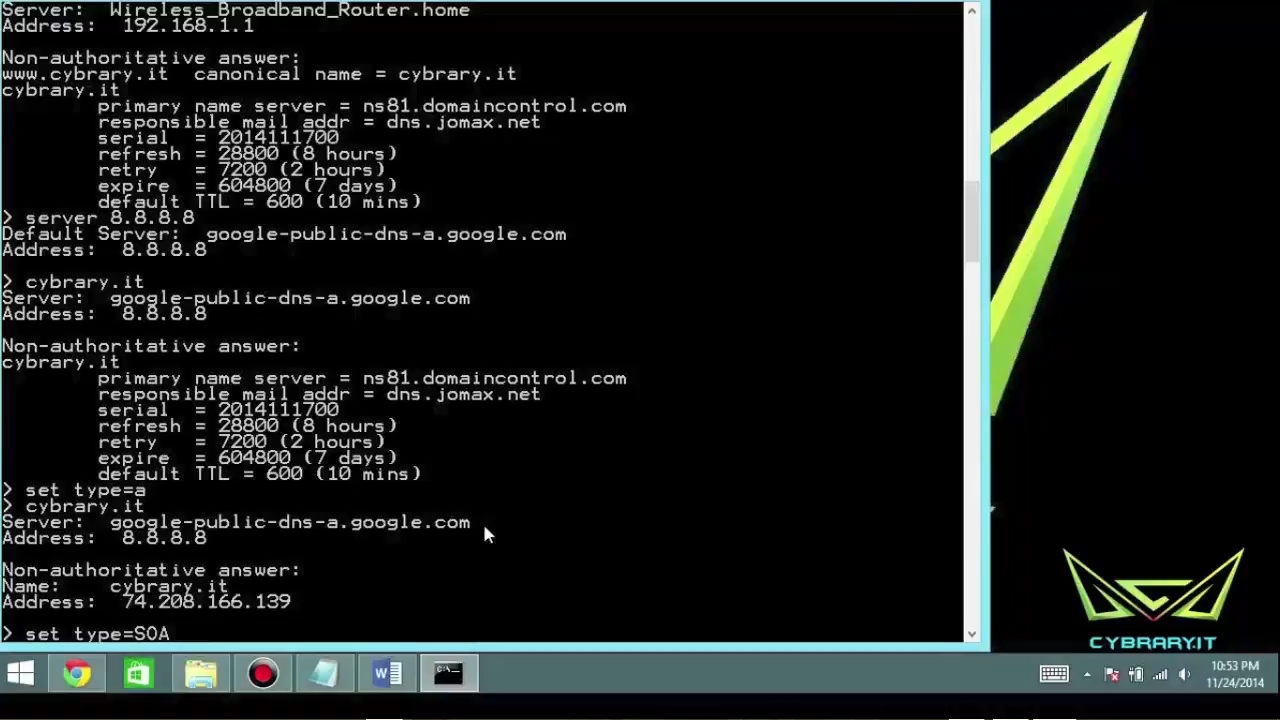 Server:  Wireless_Broadband_Router.home
Address:  192.168.1.1
Non-authoritative answer:
www.cybrary.it  canonical name = cybrary.it
cybrary.it
        primary name server = ns81.domaincontrol.com
        responsible mail addr = dns.jomax.net
        serial  = 2014111700
        refresh = 28800 (8 hours)
        retry   = 7200 (2 hours)
        expire  = 604800 (7 days)
        default TTL = 600 (10 mins)
> server 8.8.8.8
Default Server:  google-public-dns-a.google.com
Address:  8.8.8.8
> cybrary.it
Server:  google-public-dns-a.google.com
Address:  8.8.8.8
Non-authoritative answer:
cybrary.it
        primary name server = ns81.domaincontrol.com
        responsible mail addr = dns.jomax.net
        serial  = 2014111700
        refresh = 28800 (8 hours)
        retry   = 7200 (2 hours)
        expire  = 604800 (7 days)
        default TTL = 600 (10 mins)
> set type=a
> cybrary.it
Server:  google-public-dns-a.google.com
Address:  8.8.8.8
Non-authoritative answer:
Name:    cybrary.it
Address:  74.208.166.139
> set type=SOA
CYBRARY.IT
10:53 PM
11/24/2014